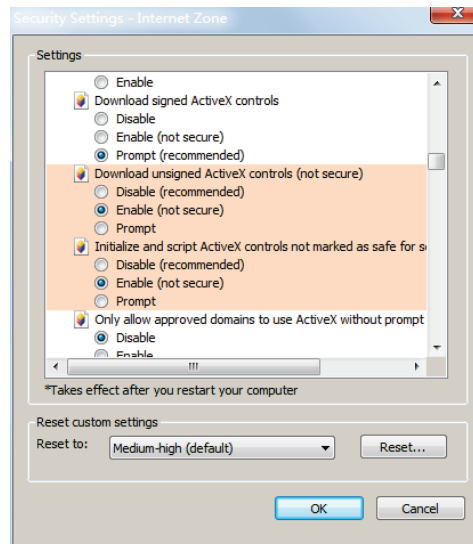 Security Settings - Internet Zone
Settings
Enable
Download signed ActiveX controls
Disable
Enable (not secure)
Prompt (recommended)
Download unsigned ActiveX controls (not secure)
Disable (recommended)
Enable (not secure)
Prompt
Initialize and script ActiveX controls not marked as safe for s
Disable (recommended)
Enable (not secure)
Prompt
Only allow approved domains to use ActiveX without prompt
Disable
Enable
*Takes effect after you restart your computer
Reset custom settings
Reset to: Medium-high (default) Reset...
OK Cancel